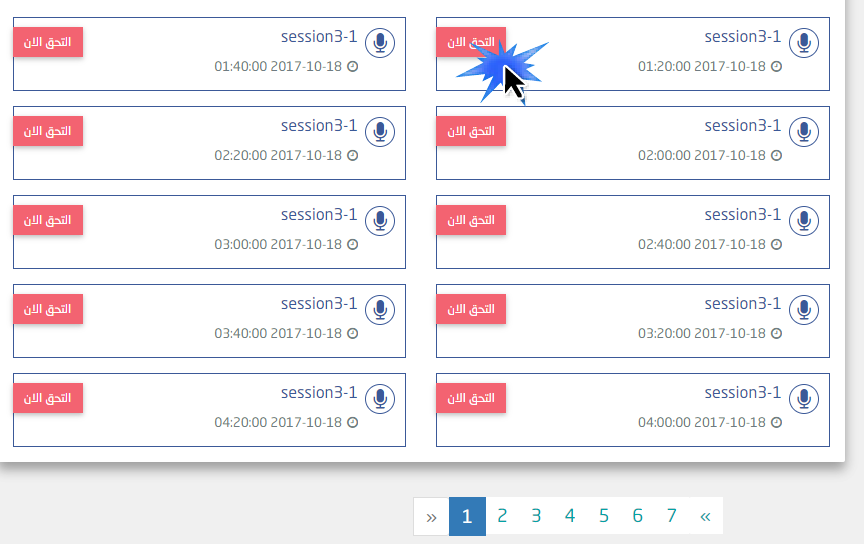 session3-1
01:20:00 2017-10-18
التحق الان
session3-1
01:40:00 2017-10-18
التحق الان
session3-1
02:00:00 2017-10-18
التحق الان
session3-1
02:20:00 2017-10-18
التحق الان
session3-1
02:40:00 2017-10-18
التحق الان
session3-1
03:00:00 2017-10-18
التحق الان
session3-1
03:20:00 2017-10-18
التحق الان
session3-1
03:40:00 2017-10-18
التحق الان
session3-1
04:00:00 2017-10-18
التحق الان
session3-1
04:20:00 2017-10-18
التحق الان
» 1 2 3 4 5 6 7 «